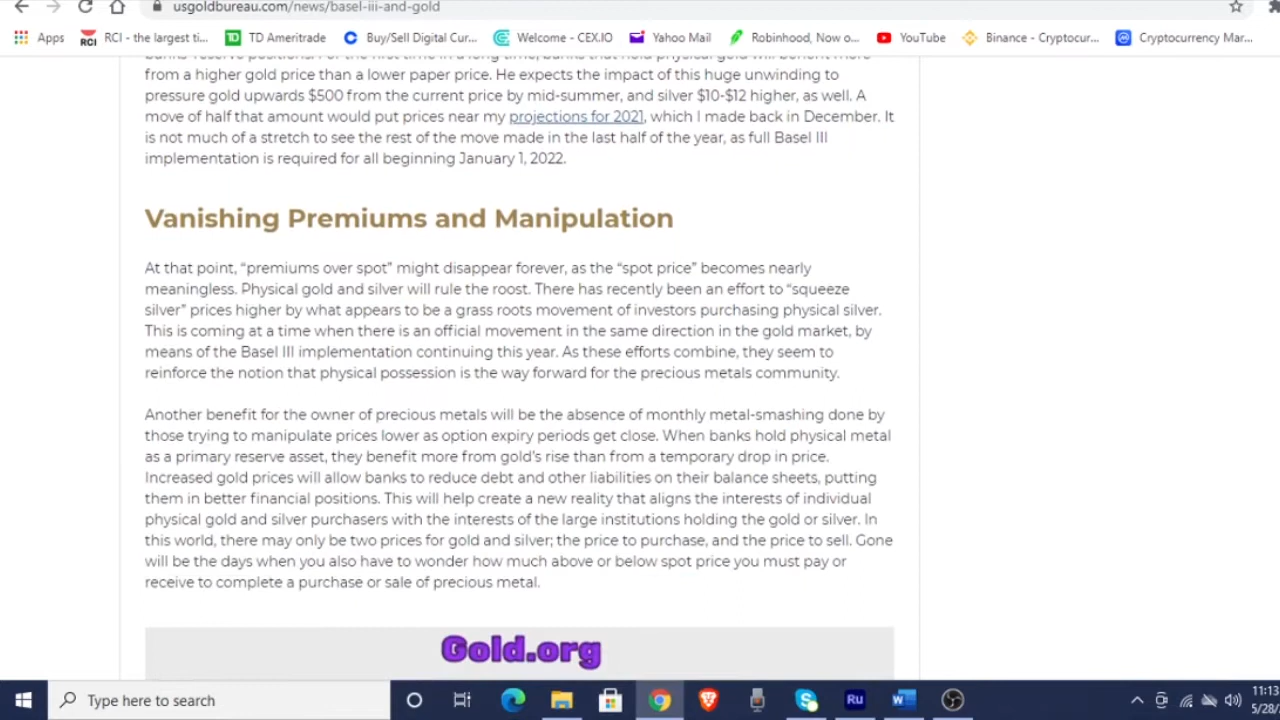 usgoldbureau.com/news/basel-iii-and-gold
Apps RCI - the largest ti... TD Ameritrade Buy/Sell Digital Cur... Welcome - CEX.IO Yahoo Mail Robinhood, Now o... YouTube Binance - Cryptocur... Cryptocurrency Mar...
from a higher gold price than a lower paper price. He expects the impact of this huge unwinding to
pressure gold upwards $500 from the current price by mid-summer, and silver $10-$12 higher, as well. A
move of half that amount would put prices near my projections for 2021, which I made back in December. It
is not much of a stretch to see the rest of the move made in the last half of the year, as full Basel III
implementation is required for all beginning January 1, 2022.
Vanishing Premiums and Manipulation
At that point, “premiums over spot” might disappear forever, as the “spot price” becomes nearly
meaningless. Physical gold and silver will rule the roost. There has recently been an effort to “squeeze
silver” prices higher by what appears to be a grass roots movement of investors purchasing physical silver.
This is coming at a time when there is an official movement in the same direction in the gold market, by
means of the Basel III implementation continuing this year. As these efforts combine, they seem to
reinforce the notion that physical possession is the way forward for the precious metals community.
Another benefit for the owner of precious metals will be the absence of monthly metal-smashing done by
those trying to manipulate prices lower as option expiry periods get close. When banks hold physical metal
as a primary reserve asset, they benefit more from gold’s rise than from a temporary drop in price.
Increased gold prices will allow banks to reduce debt and other liabilities on their balance sheets, putting
them in better financial positions. This will help create a new reality that aligns the interests of individual
physical gold and silver purchasers with the interests of the large institutions holding the gold or silver. In
this world, there may only be two prices for gold and silver; the price to purchase, and the price to sell. Gone
will be the days when you also have to wonder how much above or below spot price you must pay or
receive to complete a purchase or sale of precious metal.
Gold.org
Type here to search
Ru
11:13
5/28/